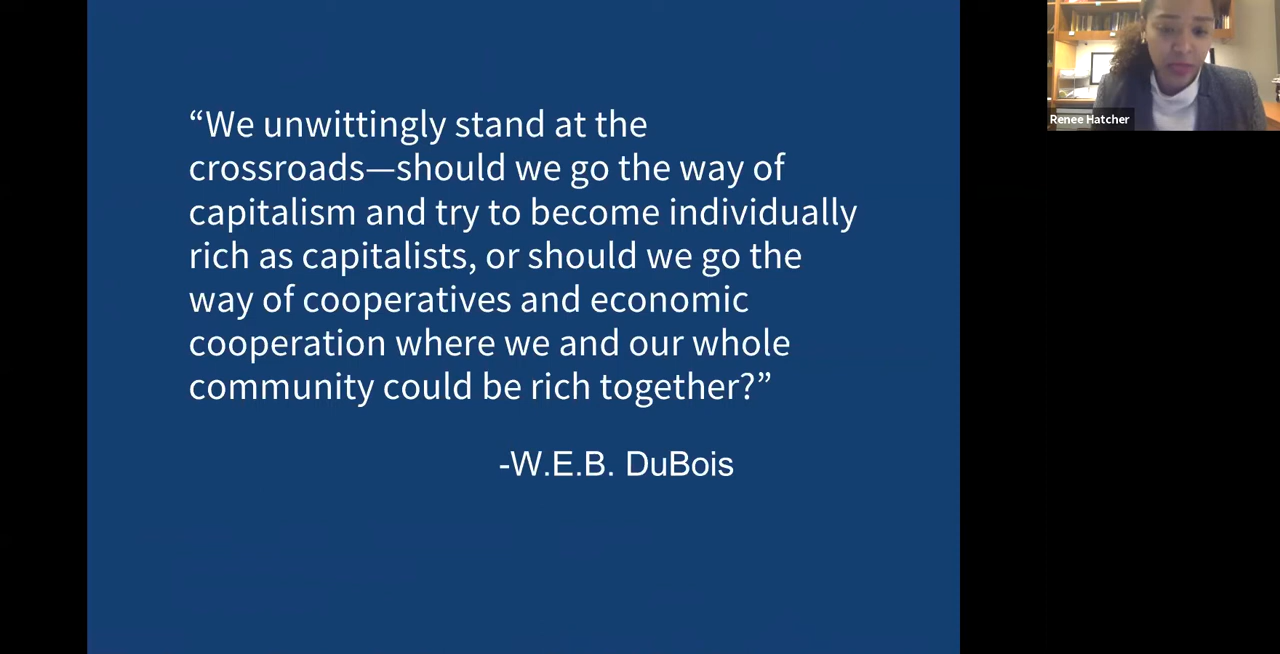 “We unwittingly stand at the
crossroads—should we go the way of
capitalism and try to become individually
rich as capitalists, or should we go the
way of cooperatives and economic
cooperation where we and our whole
community could be rich together?”
-W.E.B. DuBois
Renee Hatcher